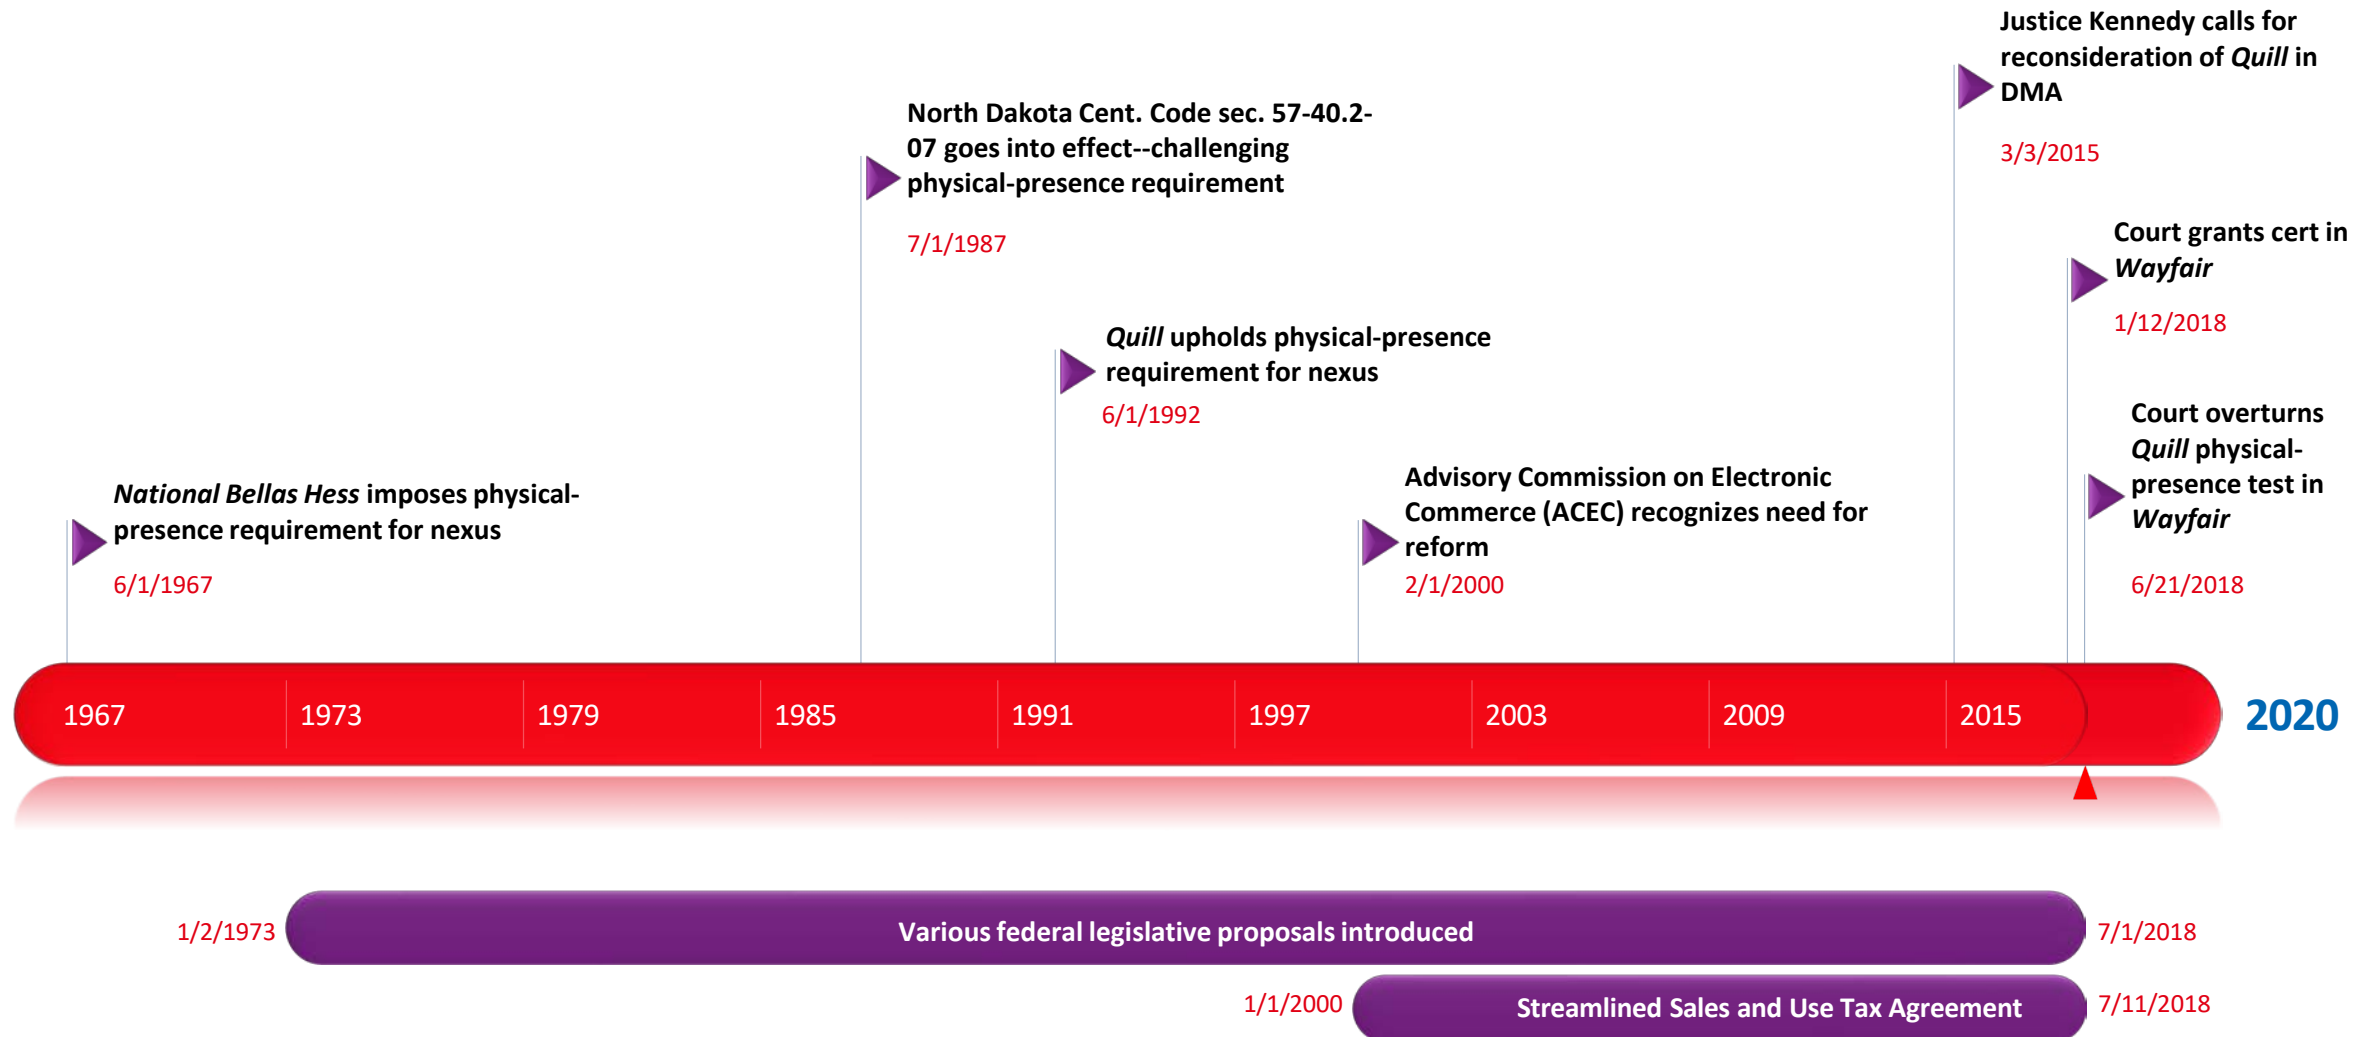 Justice Kennedy calls for
reconsideration of Quill in
DMA
3/3/2015
North Dakota Cent. Code sec. 57-40.2-
07 goes into effect--challenging
physical-presence requirement
7/1/1987
Court grants cert in
Wayfair
1/12/2018
Quill upholds physical-presence
requirement for nexus
6/1/1992
Court overturns
Quill physical-
presence test in
Wayfair
6/21/2018
Advisory Commission on Electronic
Commerce (ACEC) recognizes need for
reform
2/1/2000
National Bellas Hess imposes physical-
presence requirement for nexus
6/1/1967
1967 1973 1979 1985 1991 1997 2003 2009 2015 2020
1/2/1973 Various federal legislative proposals introduced 7/1/2018
1/1/2000 Streamlined Sales and Use Tax Agreement 7/11/2018